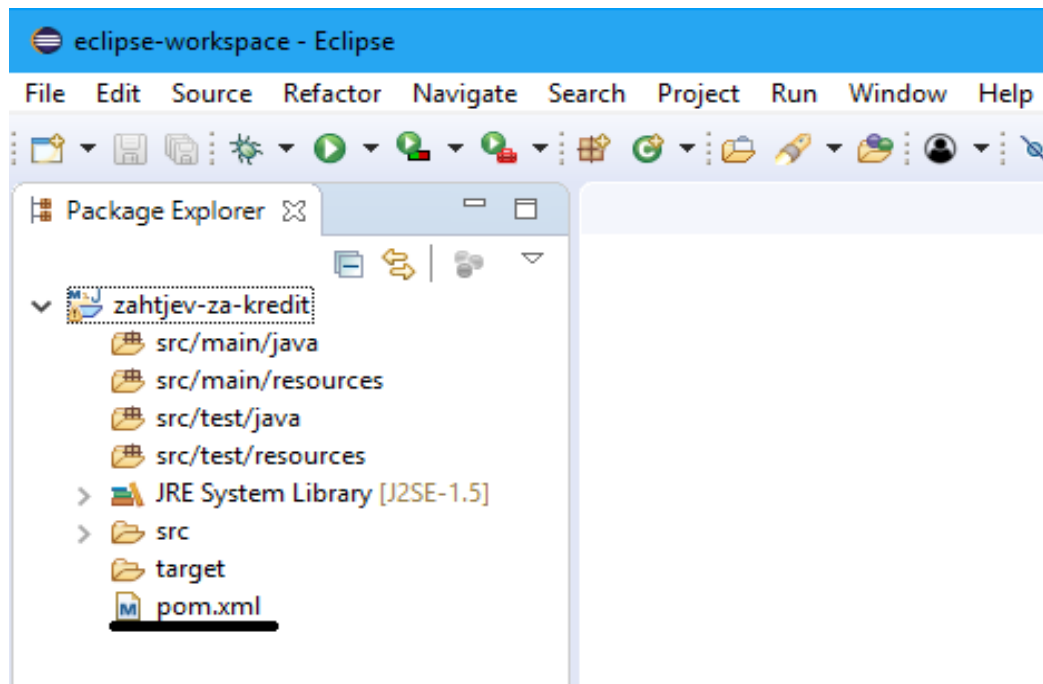 eclipse-workspace - Eclipse
File Edit Source Refactor Navigate Search Project Run Window Help
Package Explorer
zahtjev-za-kredit
src/main/java
src/main/resources
src/test/java
src/test/resources
JRE System Library [J2SE-1.5]
src
target
pom.xml